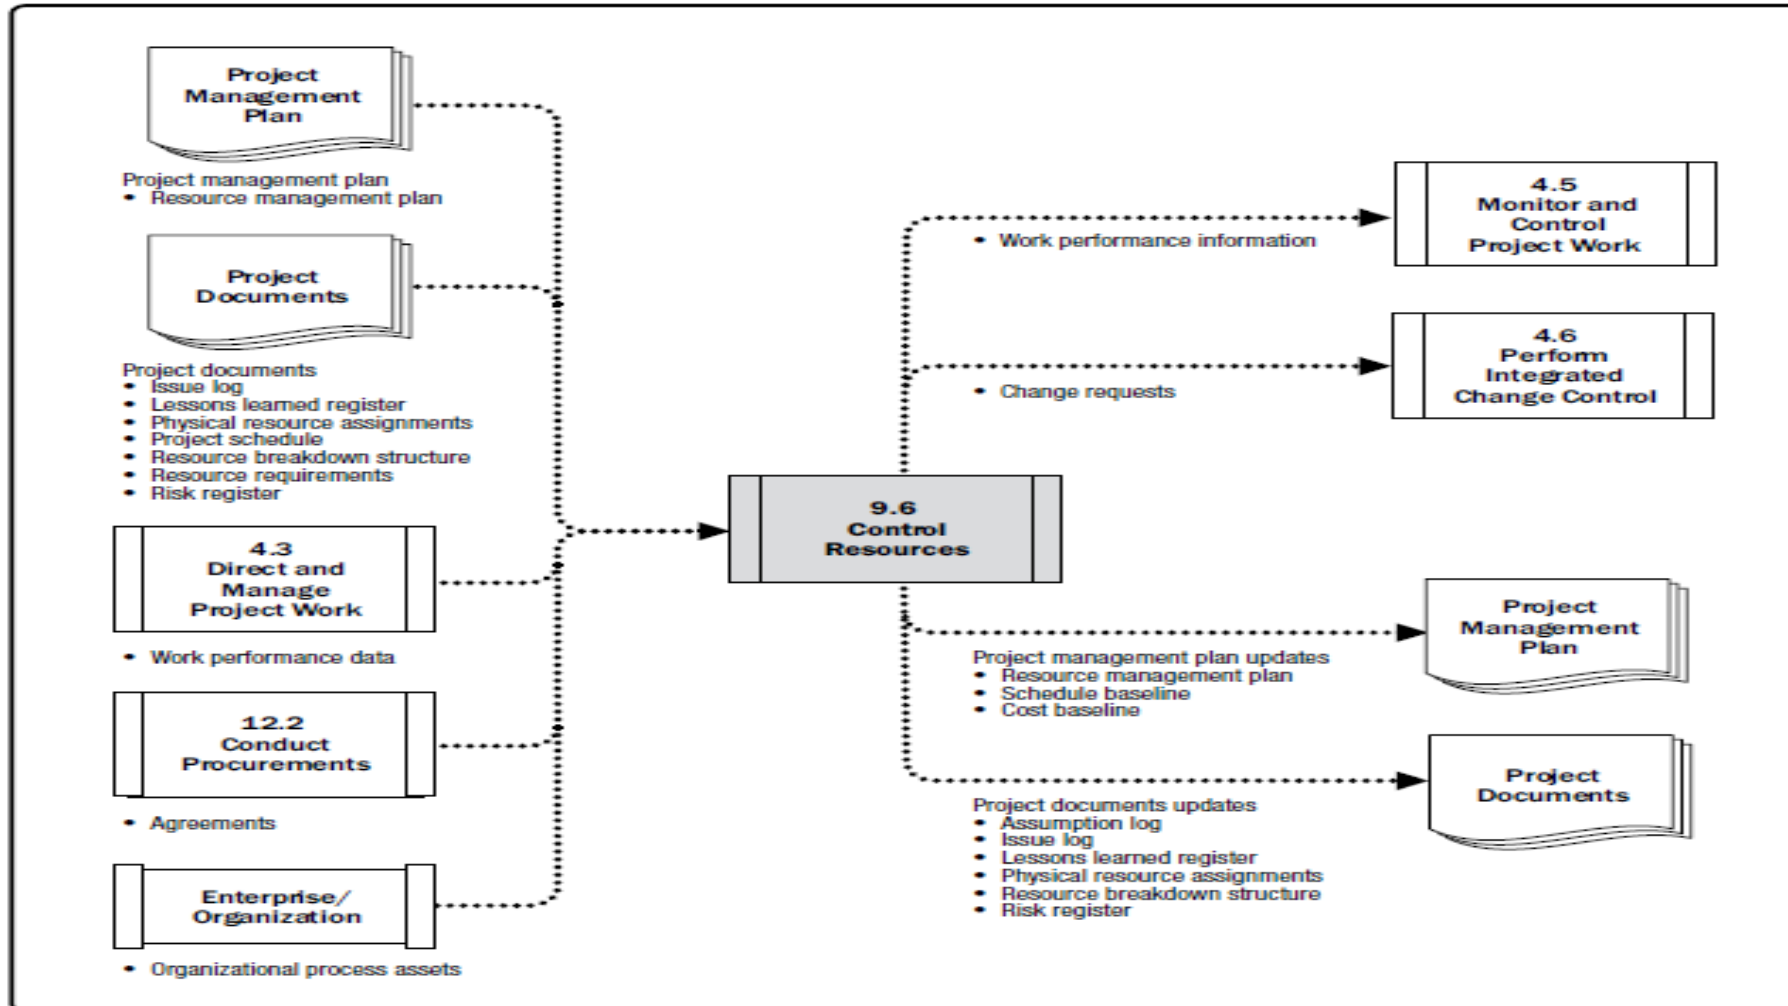 Project
Management
Plan
Project management plan
• Resource management plan
Project
Documents
Project documents
• Issue log
• Lessons learned register
• Physical resource assignments
• Project schedule
• Resource breakdown structure
• Resource requirements
• Risk register
4.3
Direct and
Manage
Project Work
• Work performance data
12.2
Conduct
Procurements
• Agreements
Enterprise/
Organization
• Organizational process assets
9.6
Control
Resources
• Work performance information
4.5
Monitor and
Control
Project Work
• Change requests
4.6
Perform
Integrated
Change Control
Project management plan updates
• Resource management plan
• Schedule baseline
• Cost baseline
Project
Management
Plan
Project documents updates
• Assumption log
• Issue log
• Lessons learned register
• Physical resource assignments
• Resource breakdown structure
• Risk register
Project
Documents